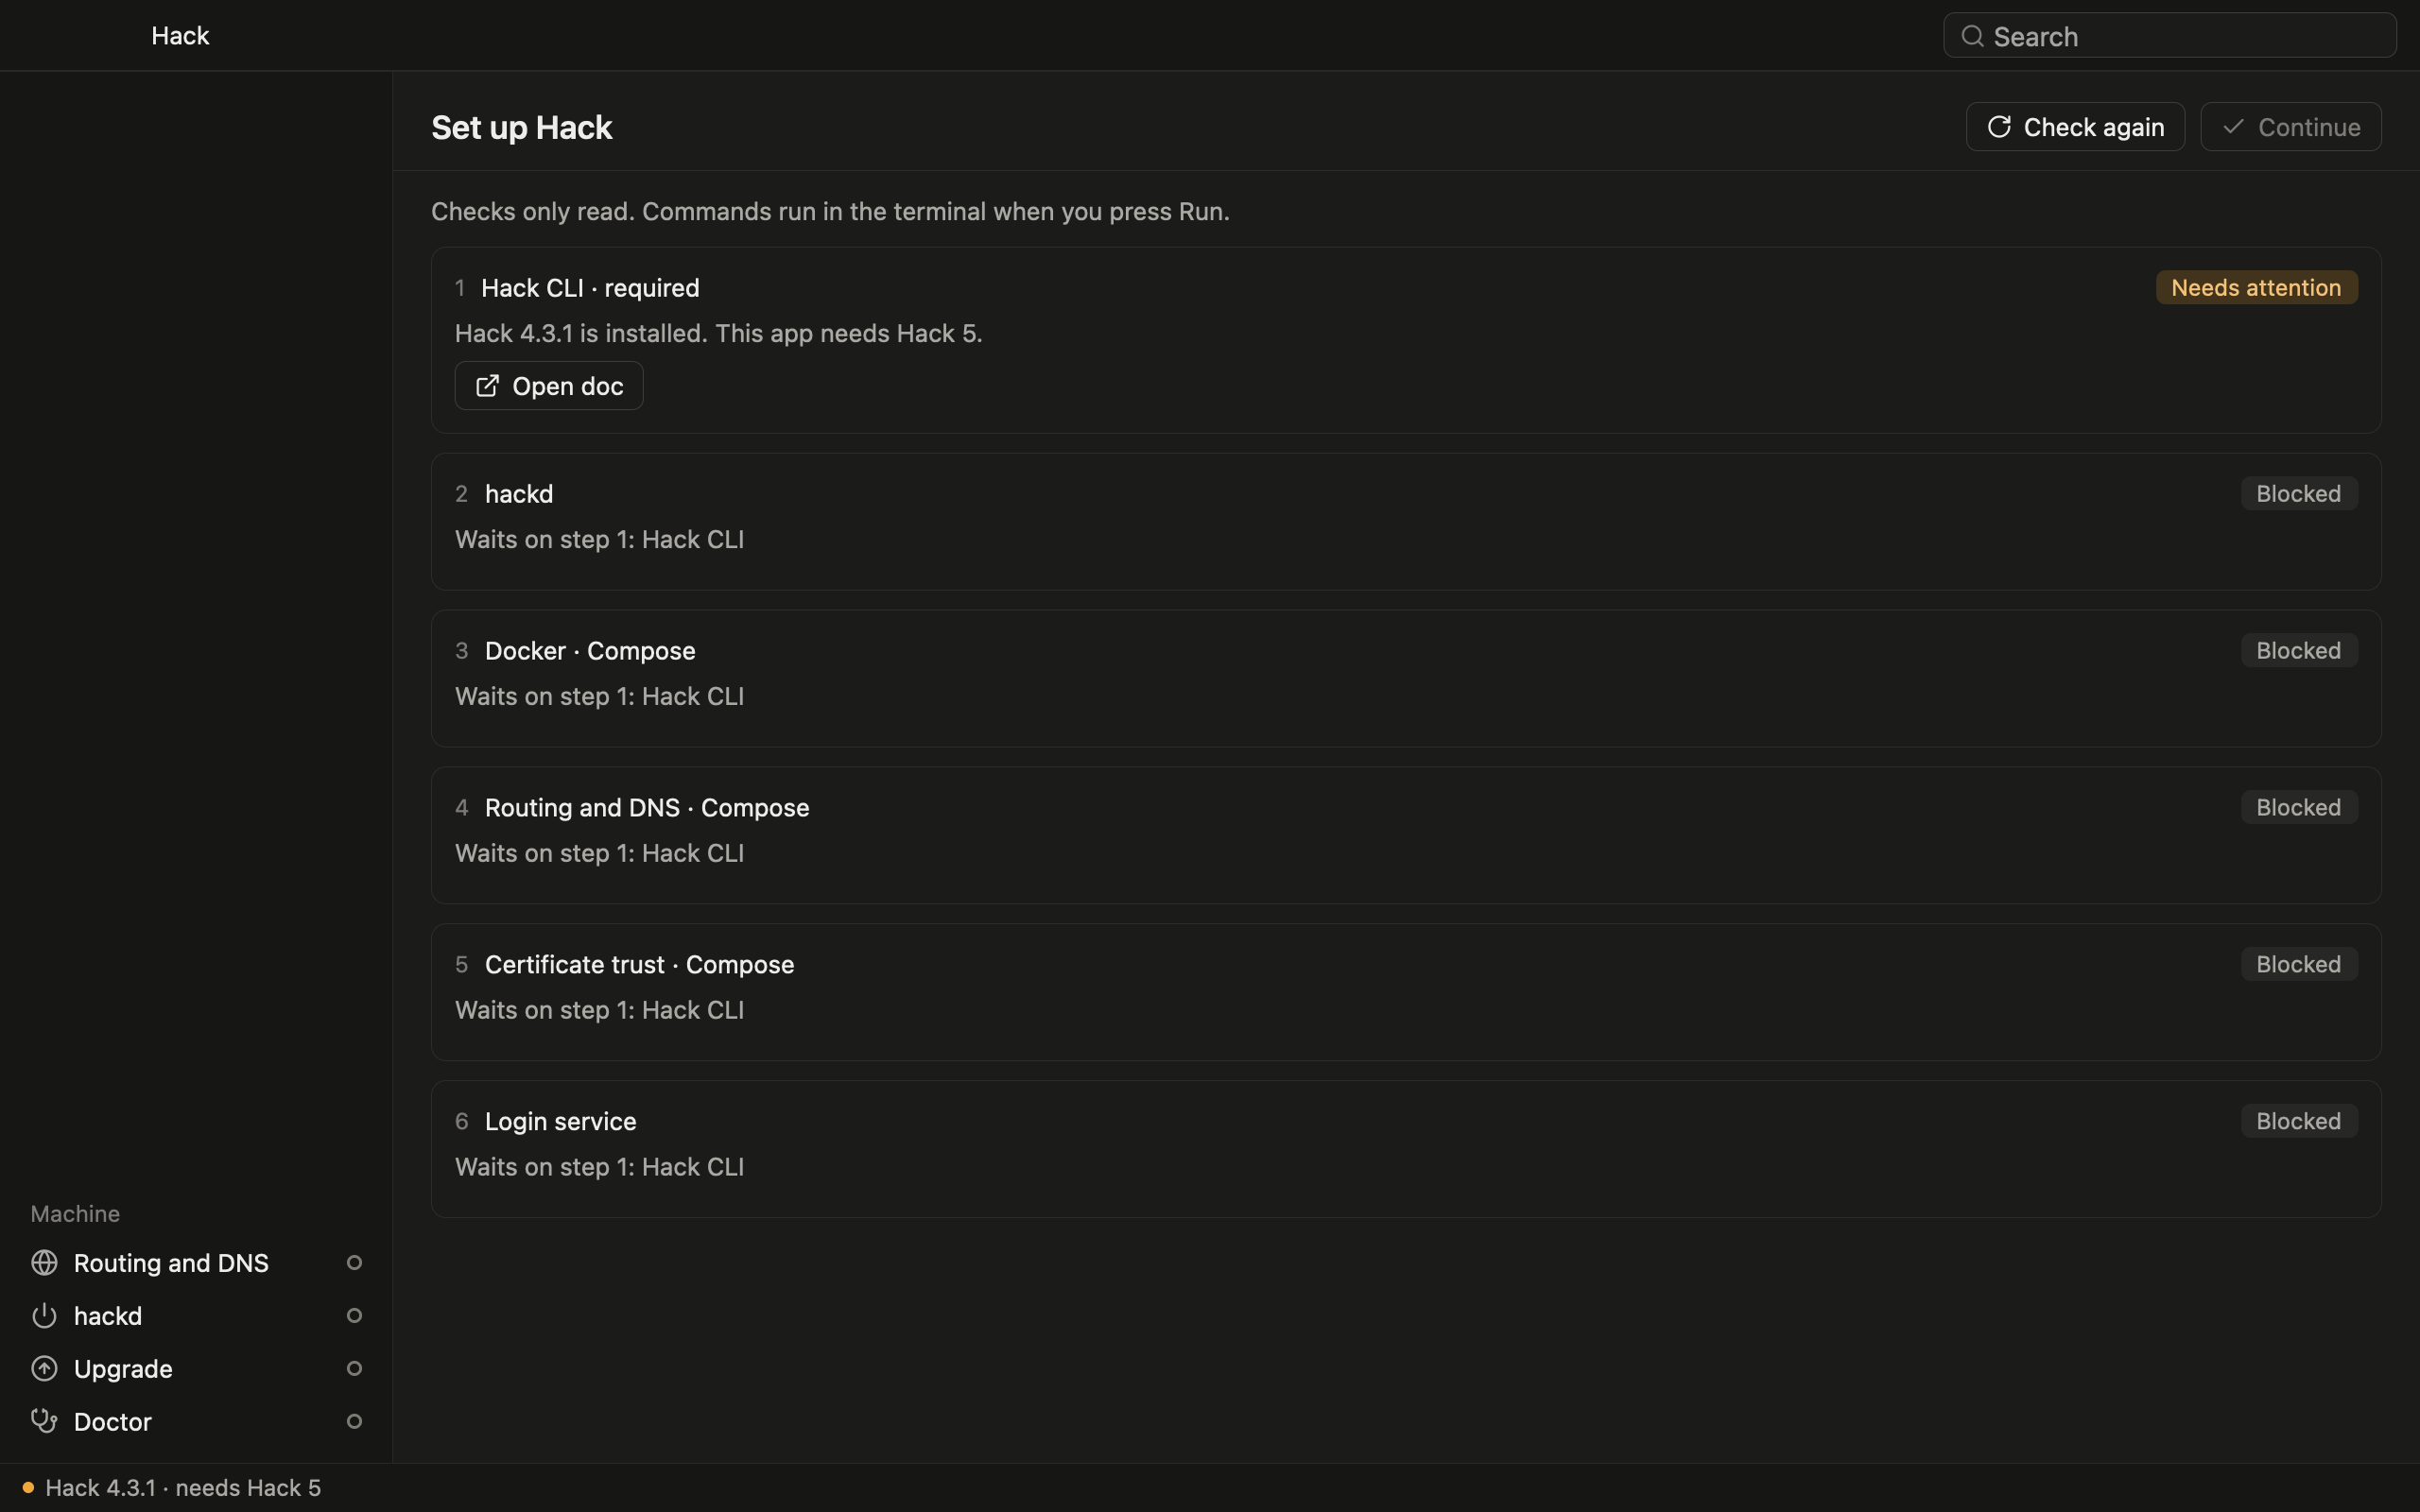 Hack
Search
Set up Hack
Check again
Continue
Checks only read. Commands run in the terminal when you press Run.
1 Hack CLI · required
Needs attention
Hack 4.3.1 is installed. This app needs Hack 5.
Open doc
2 hackd
Blocked
Waits on step 1: Hack CLI
3 Docker · Compose
Blocked
Waits on step 1: Hack CLI
4 Routing and DNS · Compose
Blocked
Waits on step 1: Hack CLI
5 Certificate trust · Compose
Blocked
Waits on step 1: Hack CLI
6 Login service
Blocked
Waits on step 1: Hack CLI
Machine
Routing and DNS
hackd
Upgrade
Doctor
Hack 4.3.1 · needs Hack 5